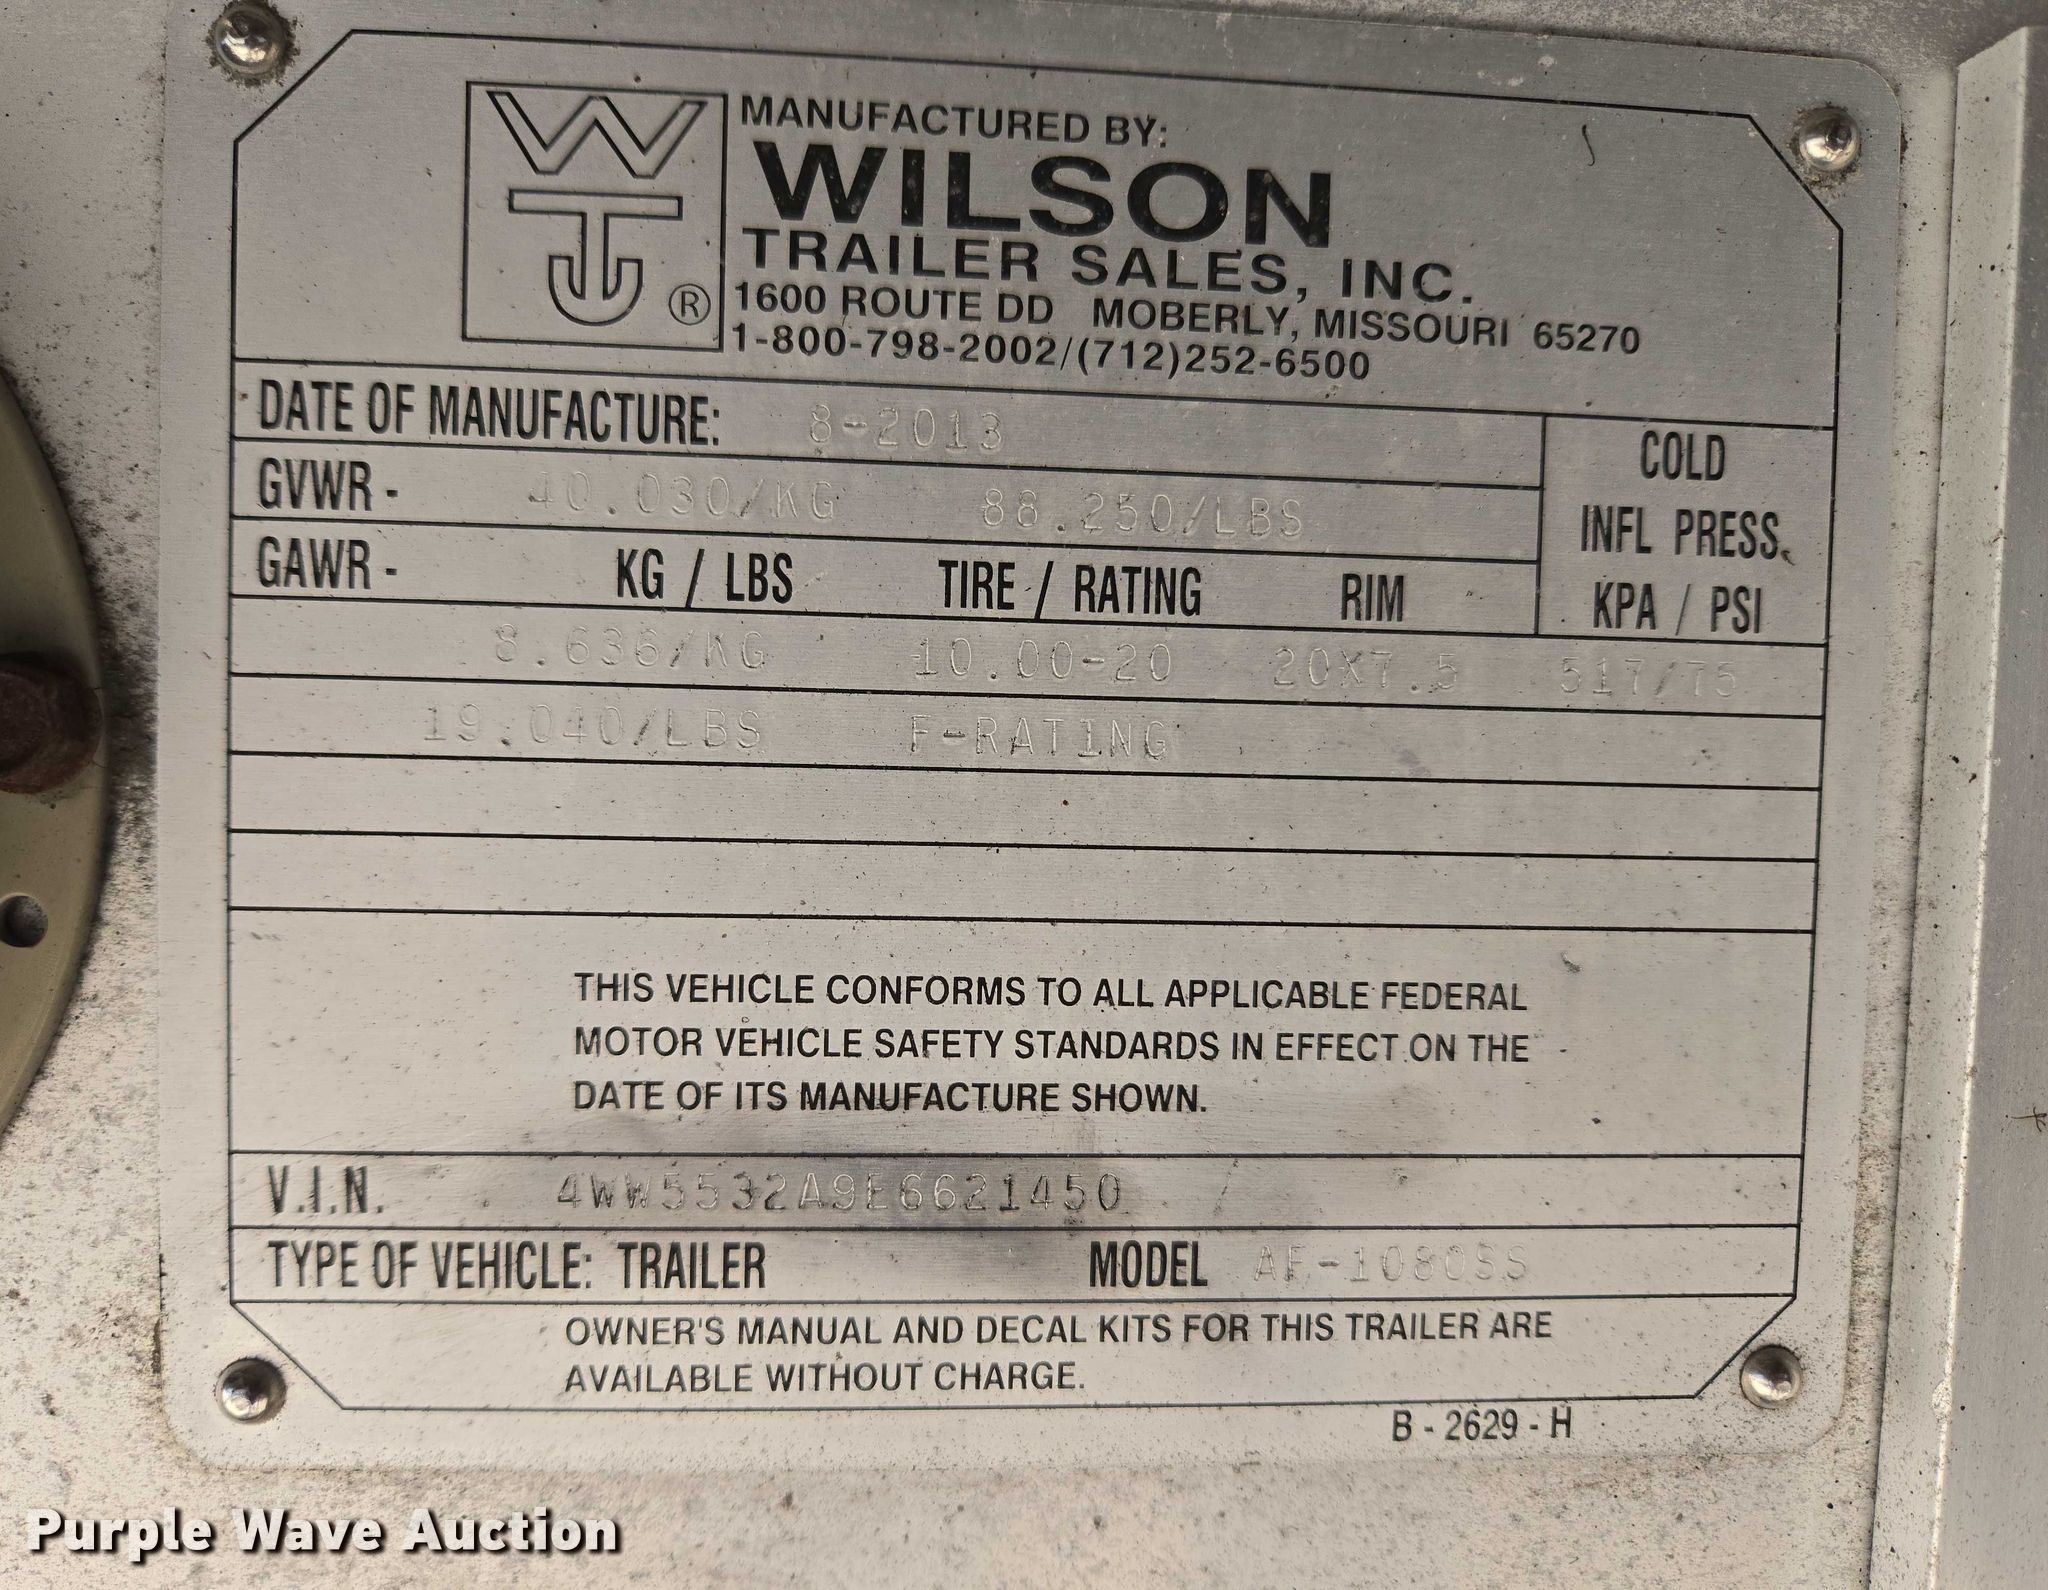 WTJ ®
MANUFACTURED BY:
WILSON
TRAILER SALES, INC.
1600 ROUTE DD MOBERLY, MISSOURI 65270
1-800-798-2002/(712)252-6500
DATE OF MANUFACTURE: 8-2013
COLD
INFL PRESS.
KPA / PSI
GVWR - 40.030/KG 88.250/LBS
GAWR - KG / LBS TIRE / RATING RIM
8.636/KG 10.00-20 20X7.5 517/75
19.040/LBS F-RATING
THIS VEHICLE CONFORMS TO ALL APPLICABLE FEDERAL
MOTOR VEHICLE SAFETY STANDARDS IN EFFECT ON THE
DATE OF ITS MANUFACTURE SHOWN.
V.I.N. 4WW5532A9E6621450
TYPE OF VEHICLE: TRAILER MODEL AF-1080SS
OWNER'S MANUAL AND DECAL KITS FOR THIS TRAILER ARE
AVAILABLE WITHOUT CHARGE.
B - 2629 - H
Purple Wave Auction